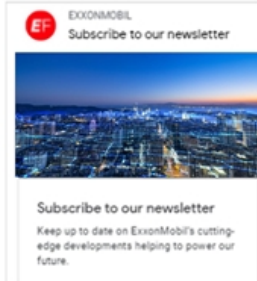 EF
EXXONMOBIL
Subscribe to our newsletter
Subscribe to our newsletter
Keep up to date on ExxonMobil's cutting-
edge developments helping to power our
future.